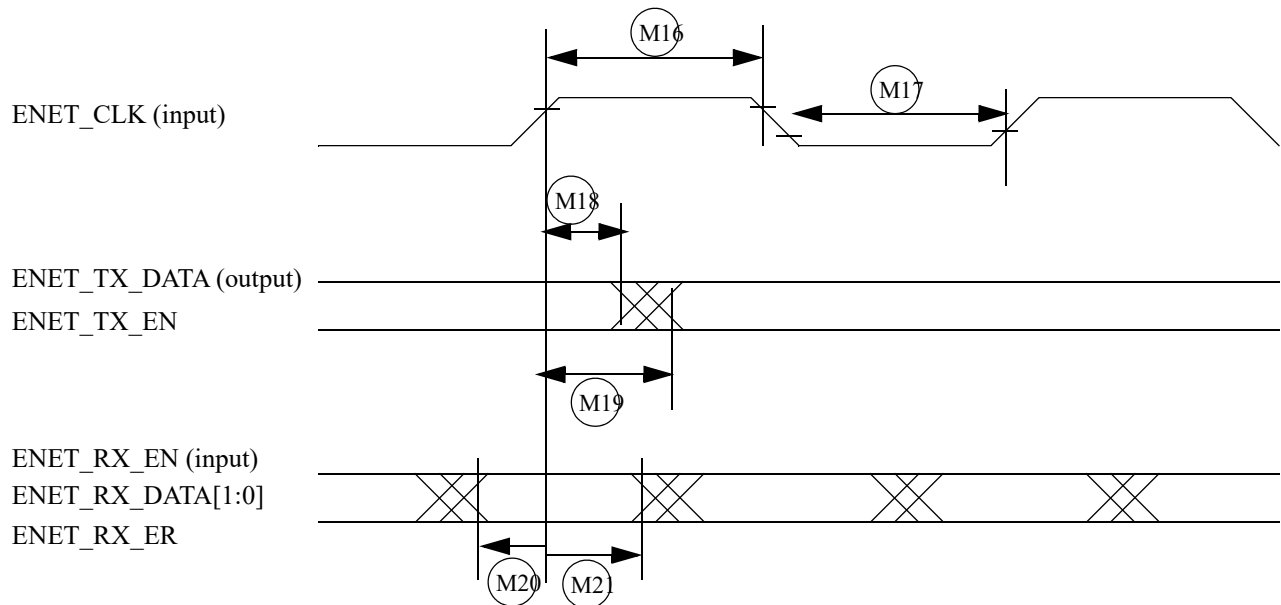 M16
ENET_CLK (input)
M17
M18
ENET_TX_DATA (output)
ENET_TX_EN
M19
ENET_RX_EN (input)
ENET_RX_DATA[1:0]
ENET_RX_ER
M20
M21